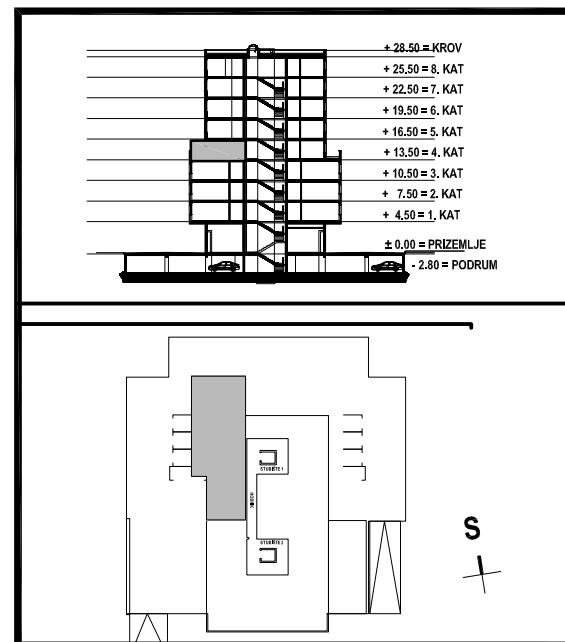 + 28.50 = KROV
+ 25.50 = 8. KAT
+ 22.50 = 7. KAT
+ 19.50 = 6. KAT
+ 16.50 = 5. KAT
+ 13.50 = 4. KAT
+ 10.50 = 3. KAT
+ 7.50 = 2. KAT
+ 4.50 = 1. KAT
± 0.00 = PRIZEMLJE
- 2.80 = PODRUM
STUBIŠTE 1
STUBIŠTE 2
S